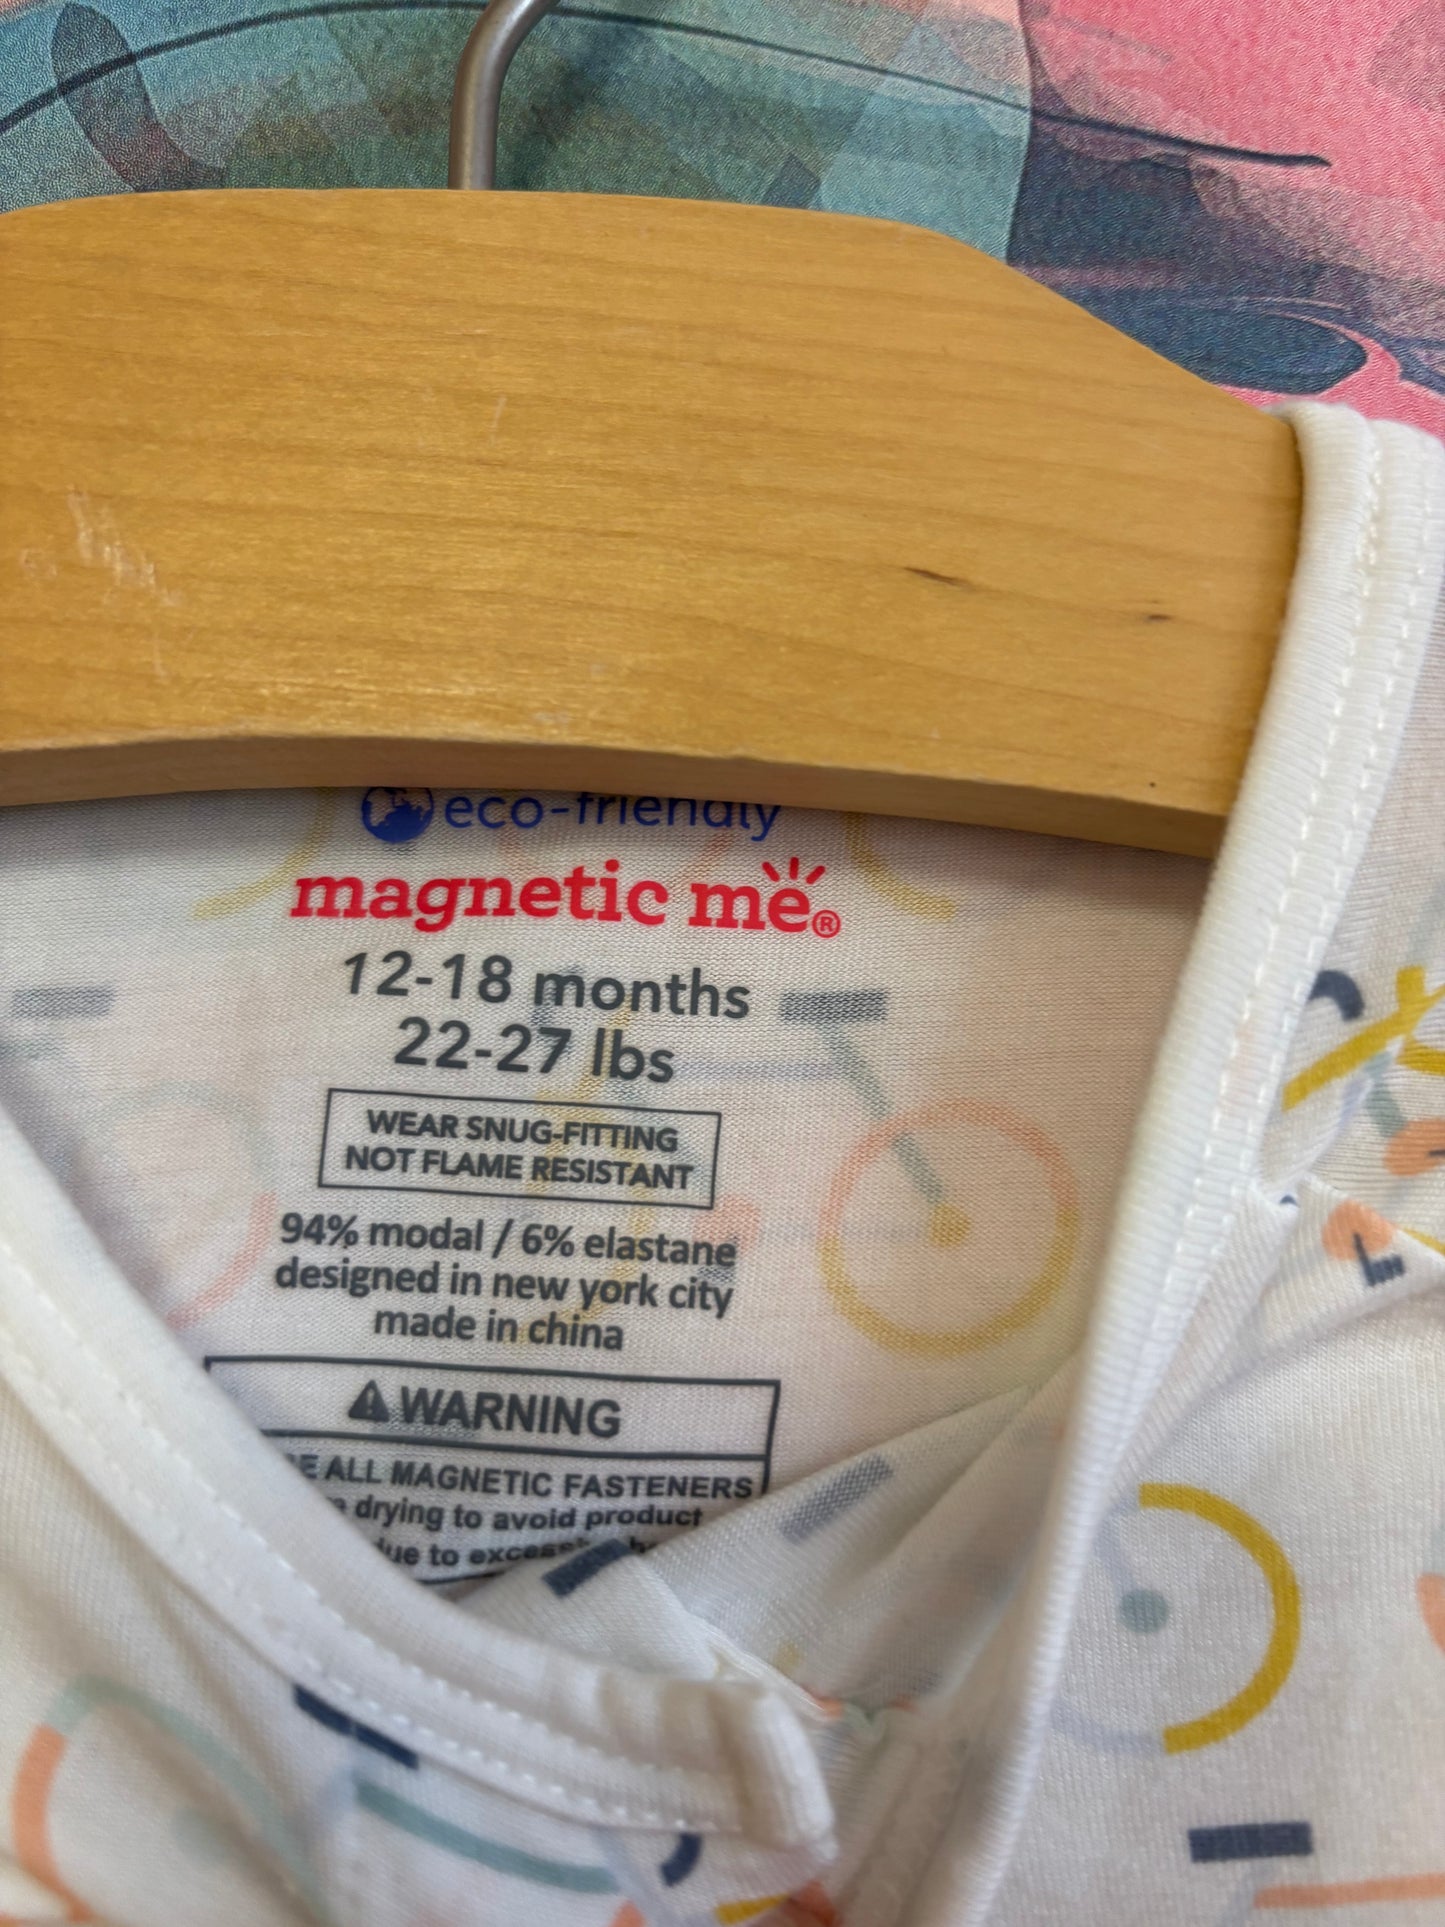 eco-friendly
magnetic me®
12-18 months
22-27 lbs
WEAR SNUG-FITTING
NOT FLAME RESISTANT
94% modal / 6% elastane
designed in new york city
made in china
WARNING
ALL MAGNETIC FASTENERS
drying to avoid product
to